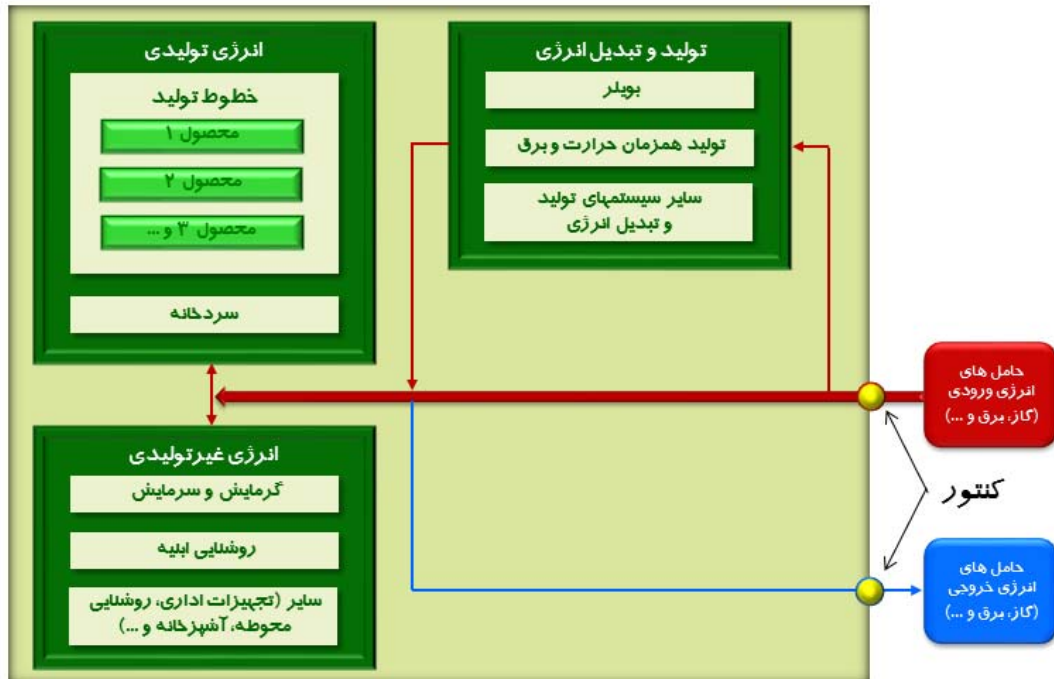 تولید و تبدیل انرژی
بویلر
تولید همزمان حرارت و برق
سایر سیستمهای تولید
و تبدیل انرژی
انرژی تولیدی
خطوط تولید
محصول ۱
محصول ۲
محصول ۳ و...
سردخانه
حامل های
انرژی ورودی
(گاز، برق و ...)
کنتور
حامل های
انرژی خروجی
(گاز، برق و ...)
انرژی غیرتولیدی
گرمایش و سرمایش
روشنایی ابنیه
سایر (تجهیزات اداری، روشنایی
محوطه، آشپزخانه و ...)